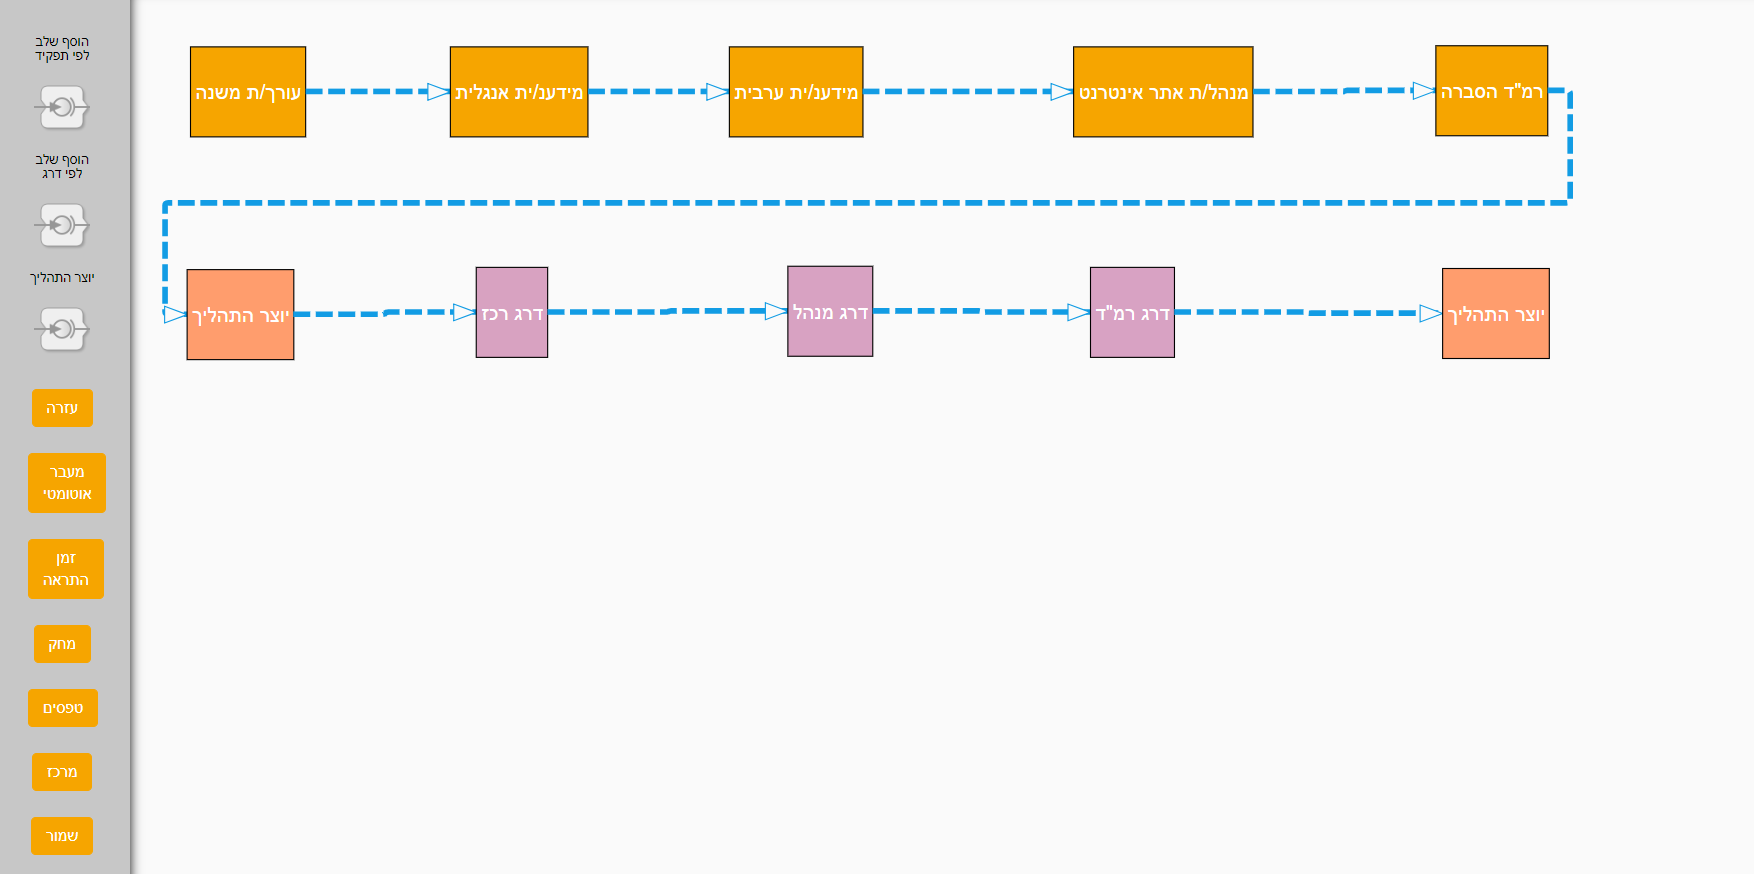 הוסף שלב
לפי תפקיד
הוסף שלב
לפי דרג
יוצר התהליך
עזרה
מעבר
אוטומטי
זמן
התראה
מחק
טפסים
מרכז
שמור
עורך/ת משנה
מידענ/ית אנגלית
מידענ/ית ערבית
מנהל/ת אתר אינטרנט
רמ"ד הסברה
יוצר התהליך
דרג רכז
דרג מנהל
דרג רמ"ד
יוצר התהליך